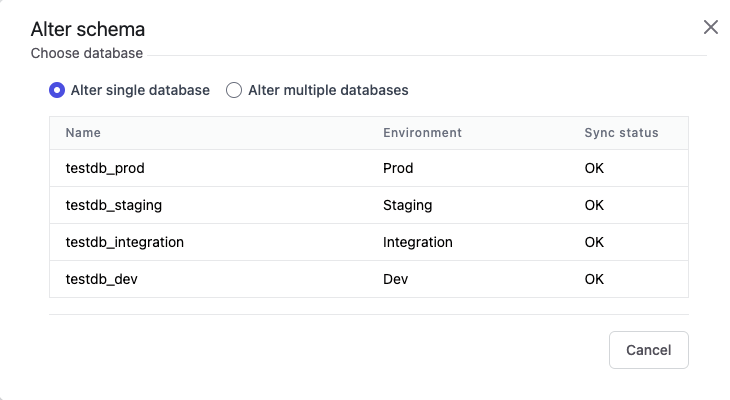 Alter schema
Choose database
Alter single database Alter multiple databases
Name Environment Sync status
testdb_prod Prod OK
testdb_staging Staging OK
testdb_integration Integration OK
testdb_dev Dev OK
Cancel